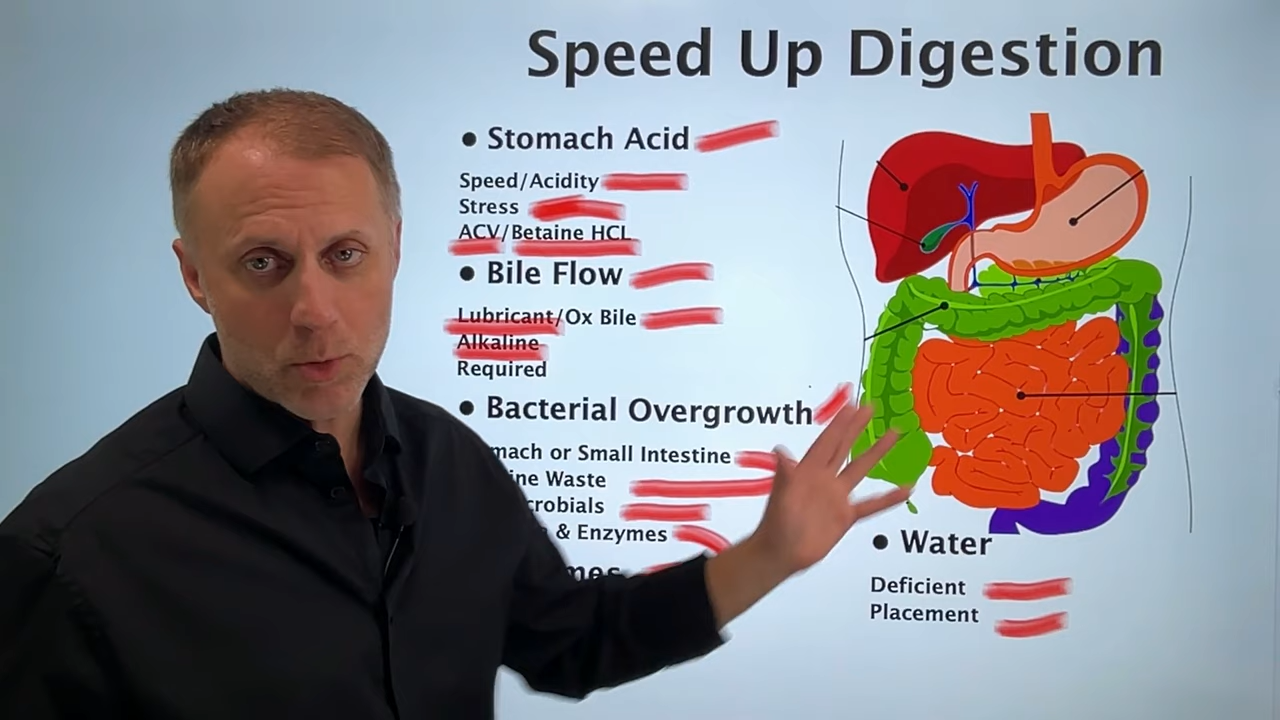 Speed Up Digestion
• Stomach Acid
Speed/Acidity
Stress
ACV/Betaine HCL
• Bile Flow
Lubricant/Ox Bile
Alkaline
Required
• Bacterial Overgrowth
or Small Intestine
Waste
& Enzymes
• Water
Deficient
Placement